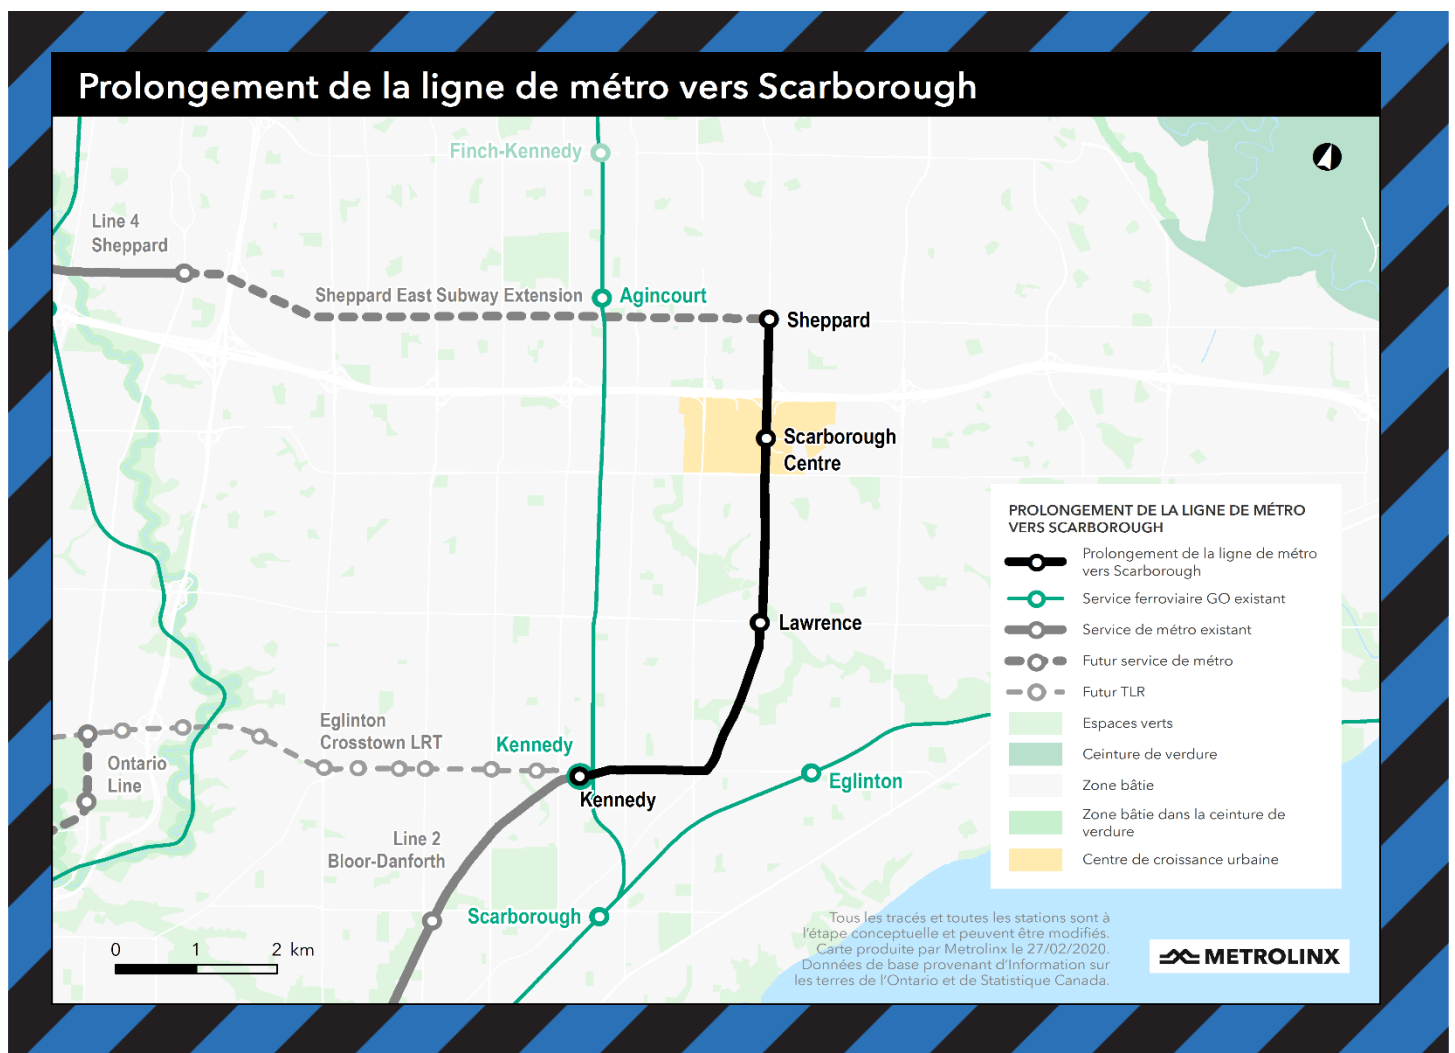 Prolongement de la ligne de métro vers Scarborough
Finch-Kennedy
Line 4
Sheppard
Sheppard East Subway Extension
Agincourt
Sheppard
Scarborough
Centre
Lawrence
Eglinton
Crosstown LRT
Kennedy
Ontario
Line
Kennedy
Eglinton
Line 2
Bloor-Danforth
Scarborough
0 1 2 km
PROLONGEMENT DE LA LIGNE DE MÉTRO
VERS SCARBOROUGH
Prolongement de la ligne de métro
vers Scarborough
Service ferroviaire GO existant
Service de métro existant
Futur service de métro
Futur TLR
Espaces verts
Ceinture de verdure
Zone bâtie
Zone bâtie dans la ceinture de
verdure
Centre de croissance urbaine
Tous les tracés et toutes les stations sont à
l'étape conceptuelle et peuvent être modifiés.
Carte produite par Metrolinx le 27/02/2020.
Données de base provenant d'Information sur
les terres de l'Ontario et de Statistique Canada.
METROLINX